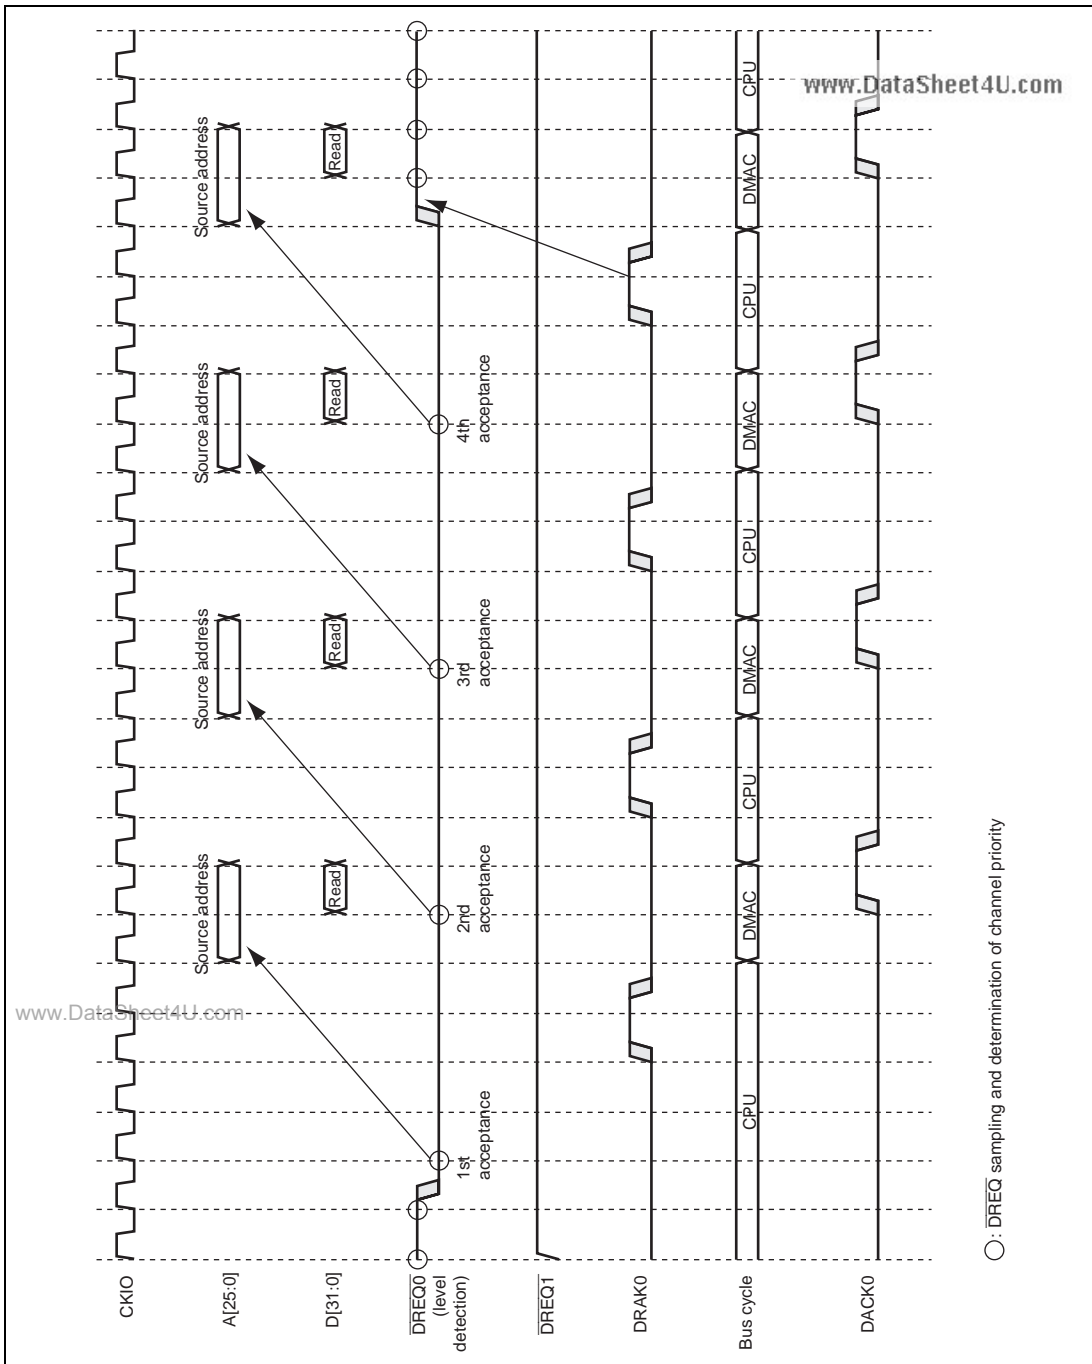 www.DataSheet4U.com
CKIO
A[25:0]
Source address
Source address
Source address
Source address
D[31:0]
Read
Read
Read
Read
DREQ0
(level
detection)
1st
acceptance
2nd
acceptance
3rd
acceptance
4th
acceptance
DREQ1
DRAK0
Bus cycle
CPU
DMAC
CPU
DMAC
CPU
DMAC
CPU
DMAC
CPU
DACK0
○: DREQ sampling and determination of channel priority
www.DataSheet4U.com